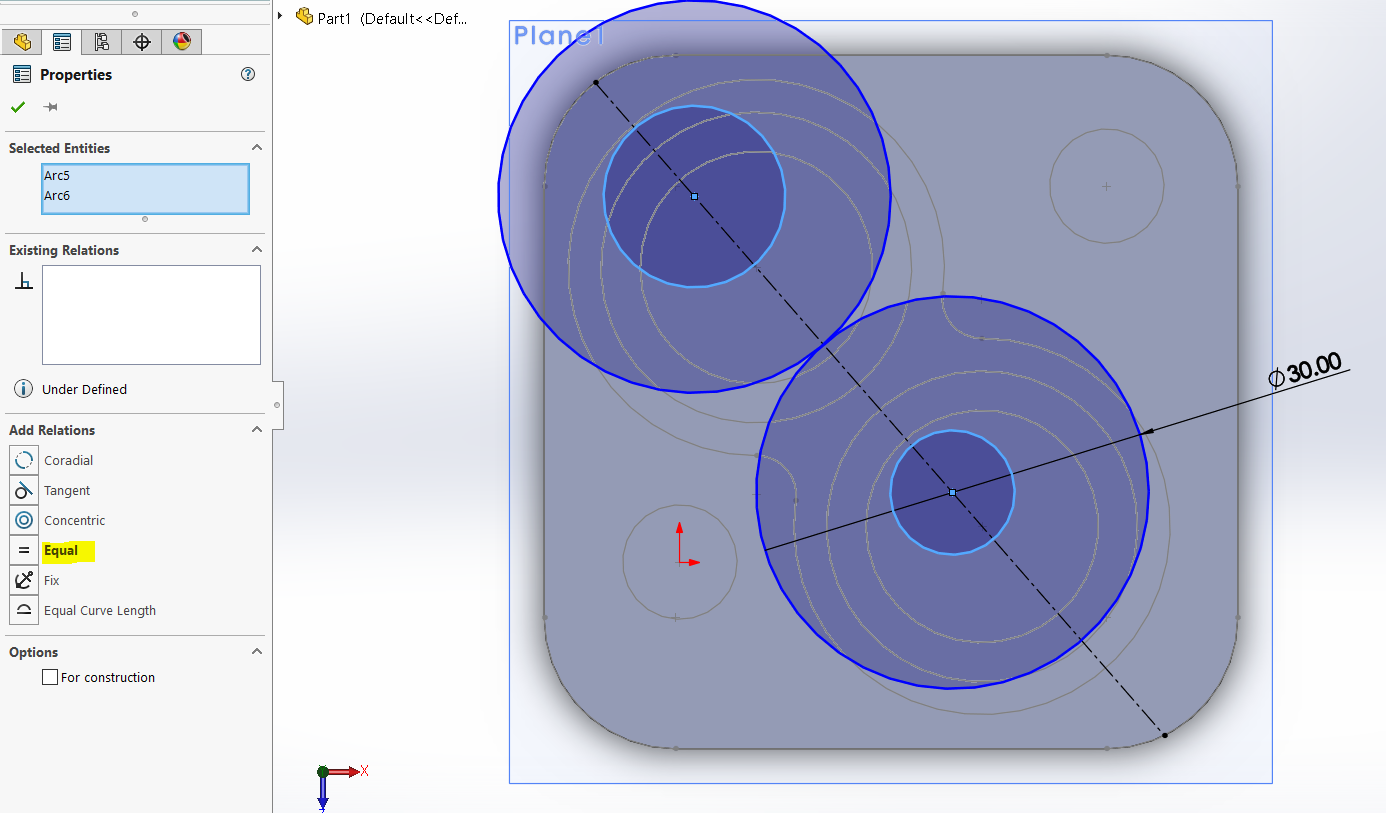 Part1 (Default<<Def...
Plane1
Properties
Selected Entities
Arc5
Arc6
Existing Relations
Under Defined
Add Relations
Coradial
Tangent
Concentric
Equal
Fix
Equal Curve Length
Options
For construction
∅30.00
X